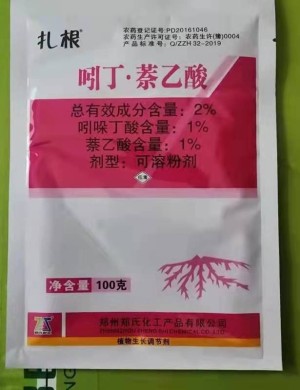 扎根
农药登记证号:PD20161046
农药生产许可证号:农药生许(豫)0004
产品标准号:Q/ZZH 32-2019
吲丁·萘乙酸
总有效成分含量:2%
吲哚丁酸含量:1%
萘乙酸含量:1%
剂型:可溶粉剂
净含量 100克
郑州郑氏化工产品有限公司
植物生长调节剂